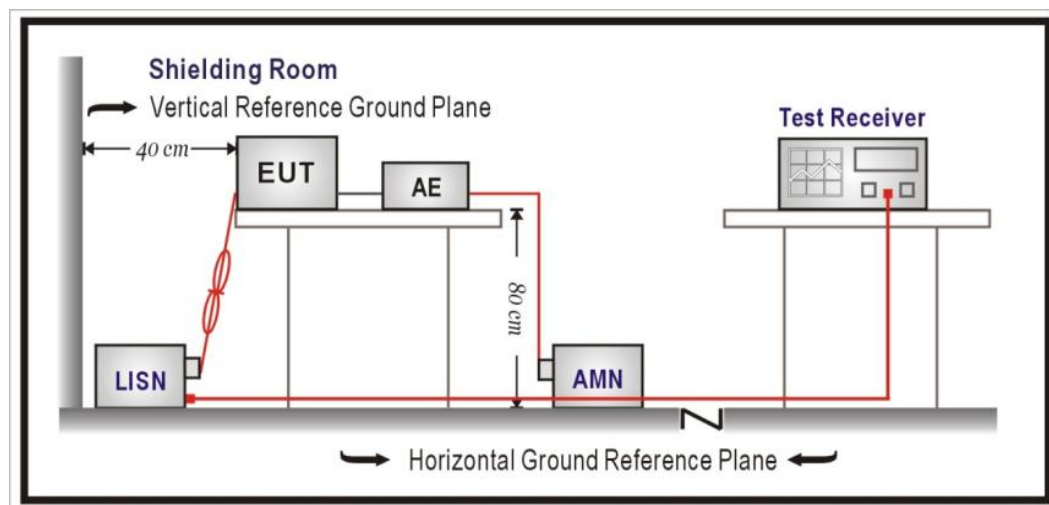 Shielding Room
Vertical Reference Ground Plane
Test Receiver
40 cm
EUT
AE
80 cm
LISN
AMN
Horizontal Ground Reference Plane